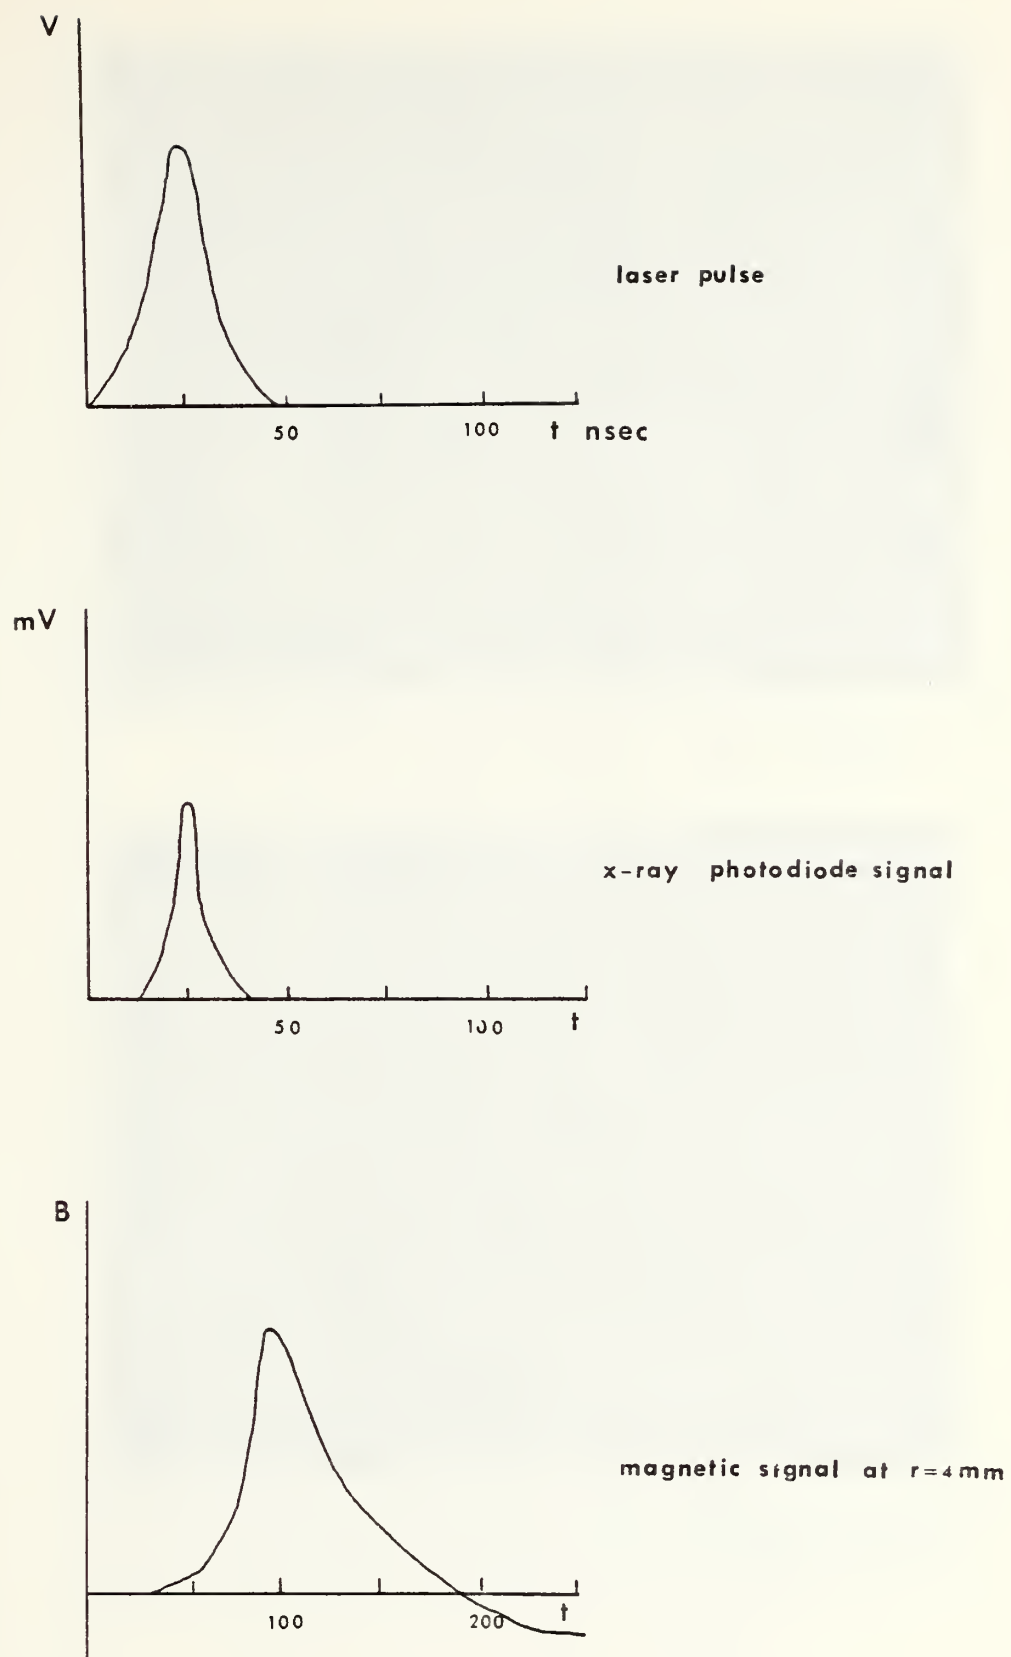 V
laser pulse
50 100 t nsec
mV
x-ray photodiode signal
50 100 t
B
magnetic signal at r=4mm
100 200 t